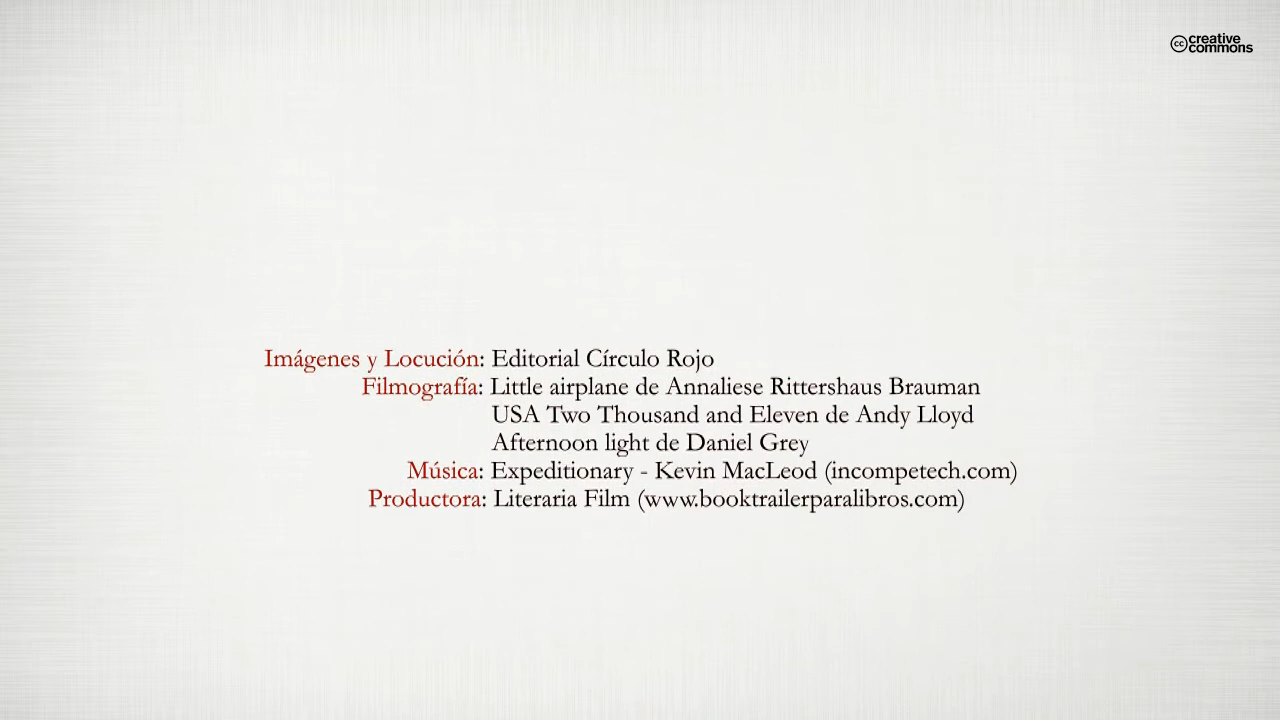 cc creative
commons
Imágenes y Locución: Editorial Círculo Rojo
Filmografía: Little airplane de Annaliese Rittershaus Brauman
USA Two Thousand and Eleven de Andy Lloyd
Afternoon light de Daniel Grey
Música: Expeditionary - Kevin MacLeod (incompetech.com)
Productora: Literaria Film (www.booktrailerparalibros.com)